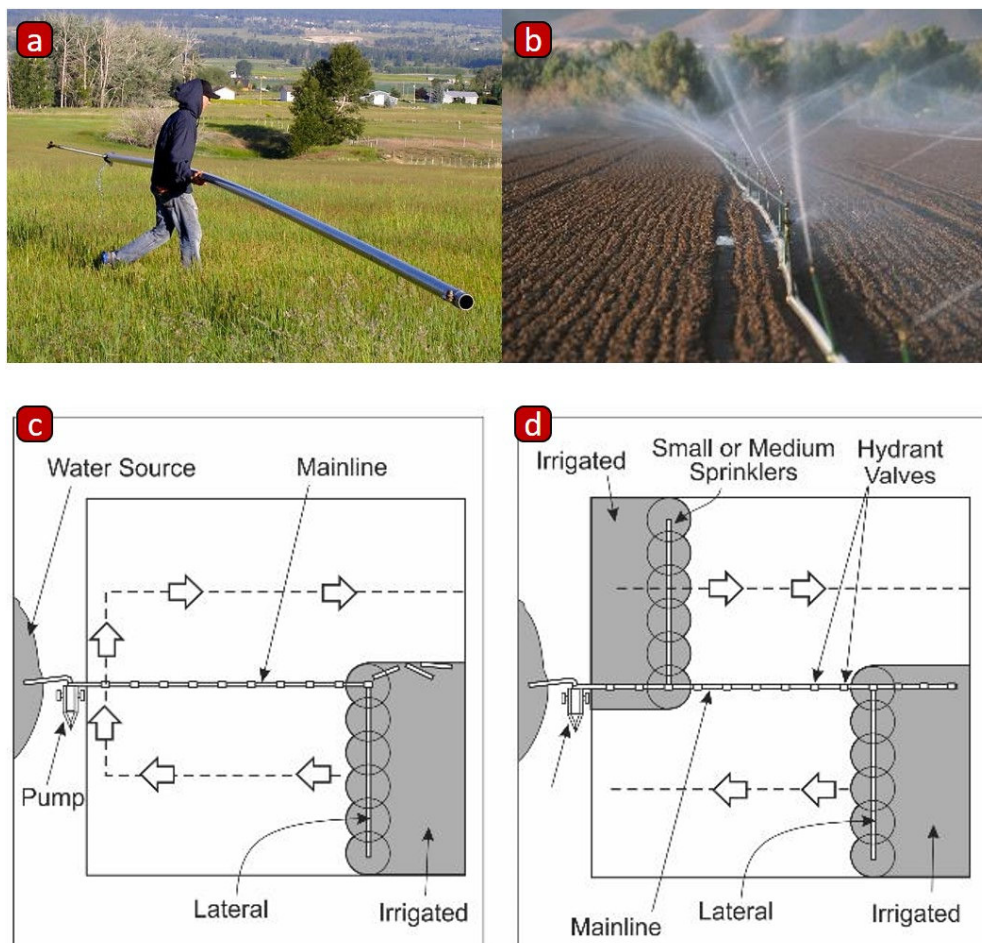 a
b
c
Water Source
Mainline
Pump
Lateral
Irrigated
d
Irrigated
Small or Medium
Sprinklers
Hydrant
Valves
Mainline
Lateral
Irrigated